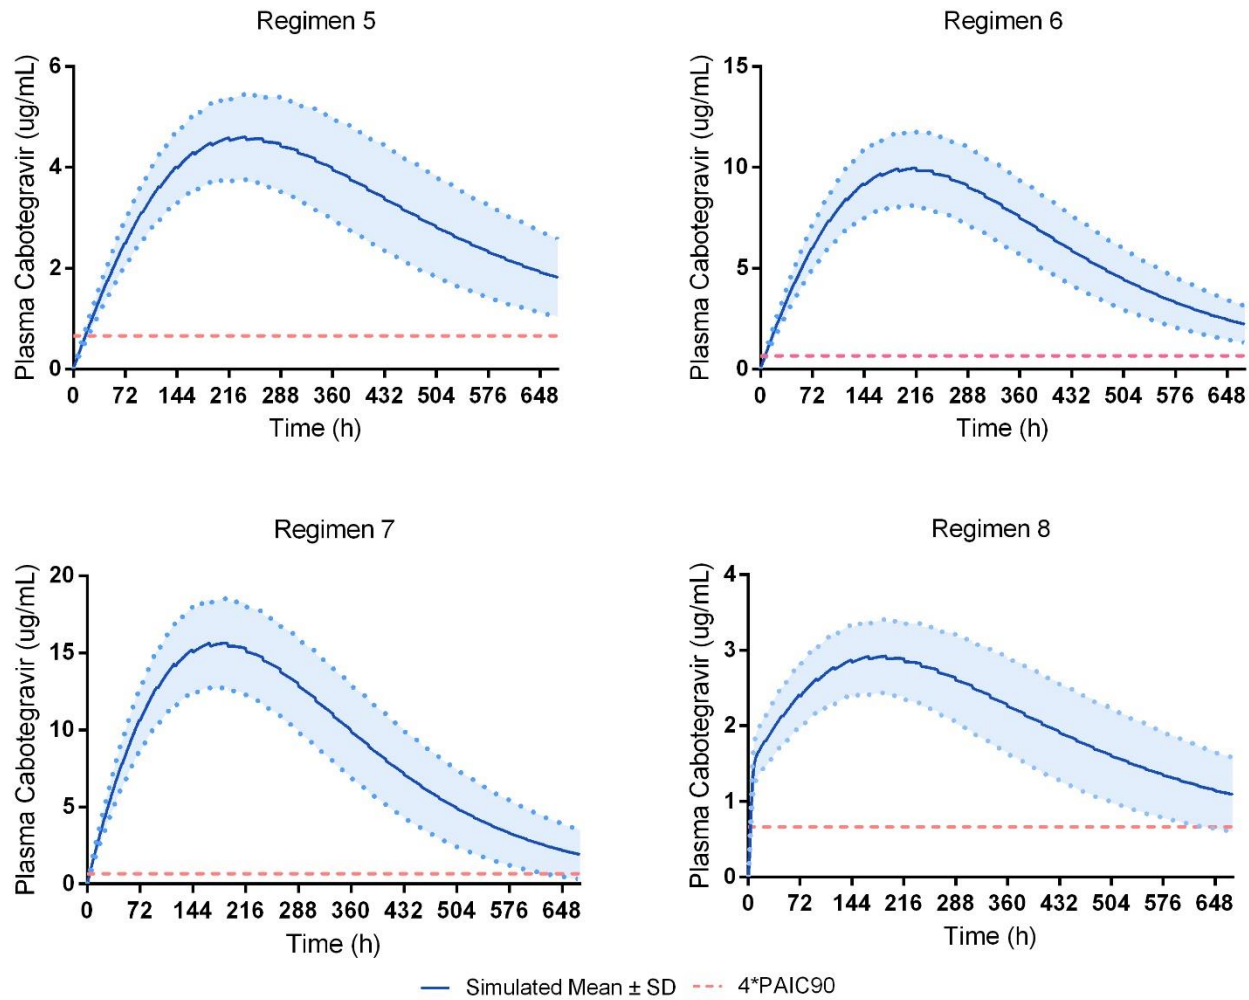 Regimen 5
Plasma Cabotegravir (ug/mL)
6
4
2
0
0 72 144 216 288 360 432 504 576 648
Time (h)
Regimen 6
Plasma Cabotegravir (ug/mL)
15
10
5
0
0 72 144 216 288 360 432 504 576 648
Time (h)
Regimen 7
Plasma Cabotegravir (ug/mL)
20
15
10
5
0
0 72 144 216 288 360 432 504 576 648
Time (h)
Regimen 8
Plasma Cabotegravir (ug/mL)
4
3
2
1
0
0 72 144 216 288 360 432 504 576 648
Time (h)
Simulated Mean ± SD 4*PAIC90